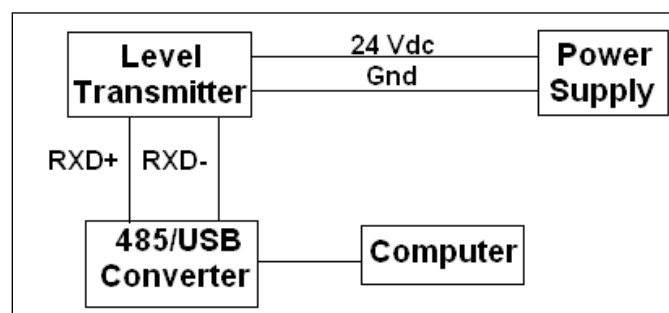 Level
Transmitter
24 Vdc
Gnd
Power
Supply
RXD+
RXD-
485/USB
Converter
Computer